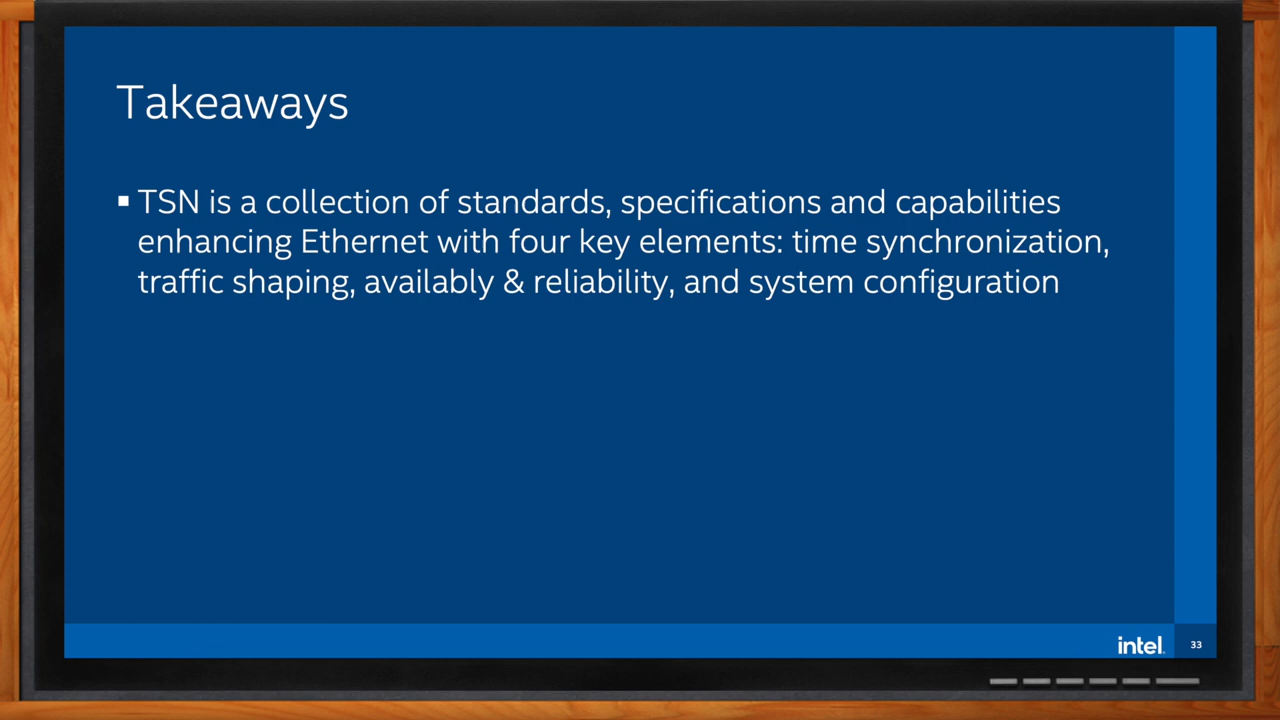 Takeaways
▪ TSN is a collection of standards, specifications and capabilities
enhancing Ethernet with four key elements: time synchronization,
traffic shaping, availably & reliability, and system configuration
intel.
33